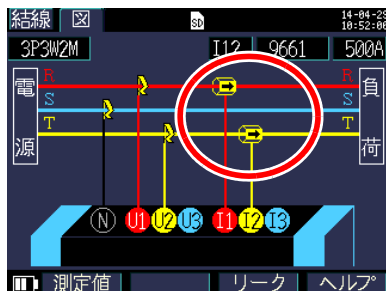 結線 図 SD 14-04-25
10:52:06
3P3W2M I12 9661 500A
電源 R R 負荷
S S
T T
N U1 U2 U3 I1 I2 I3
測定値 リーク ヘルプ